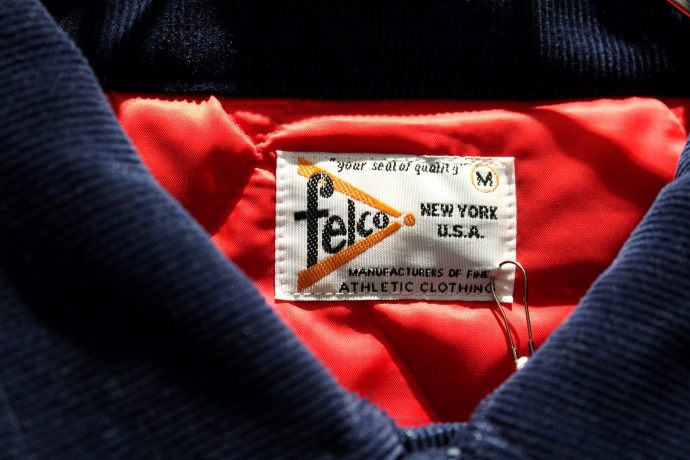 "your seal of quality"
M
felco
NEW YORK
U.S.A.
MANUFACTURERS OF FINE
ATHLETIC CLOTHING